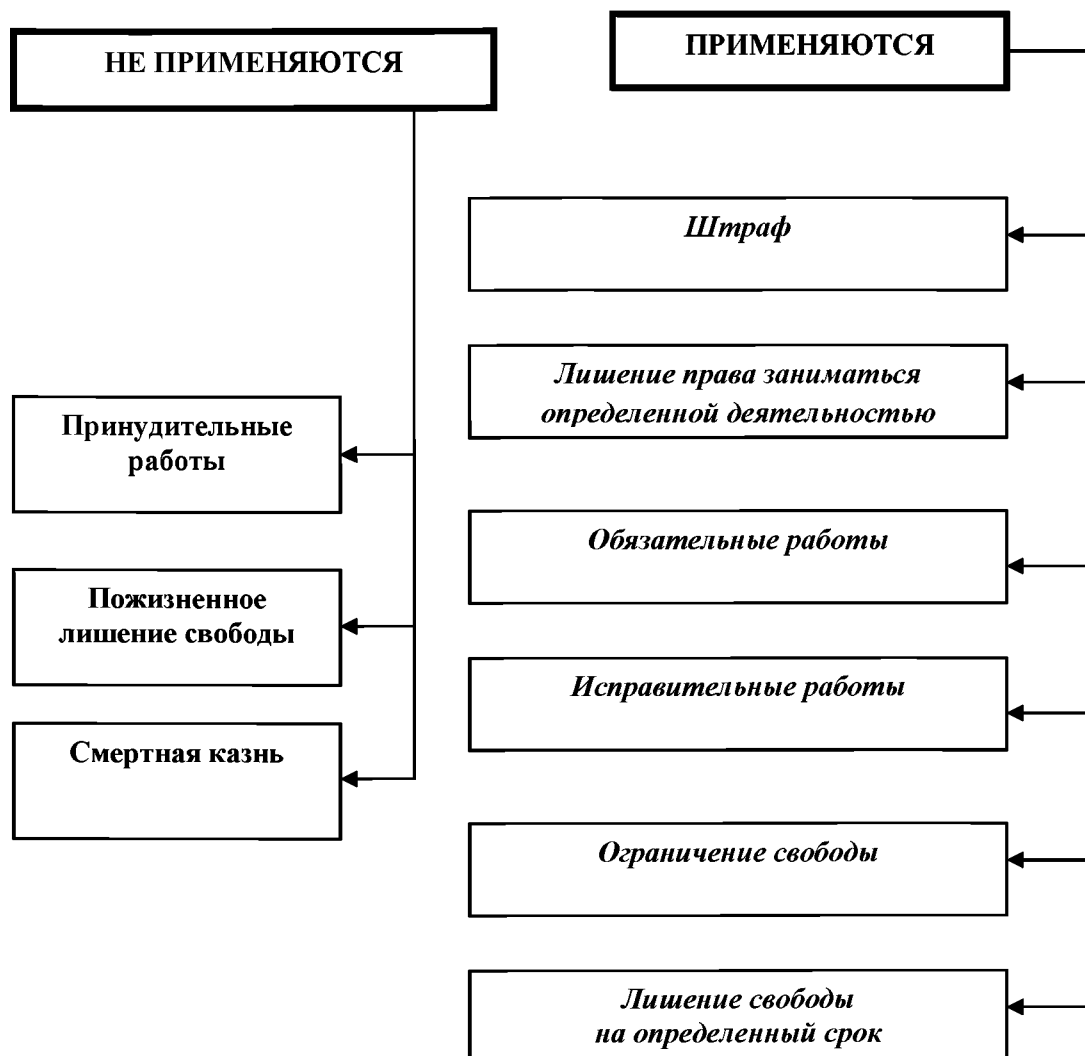 НЕ ПРИМЕНЯЮТСЯ
Принудительные
работы
Пожизненное
лишение свободы
Смертная казнь
ПРИМЕНЯЮТСЯ
Штраф
Лишение права заниматься
определенной деятельностью
Обязательные работы
Исправительные работы
Ограничение свободы
Лишение свободы
на определенный срок